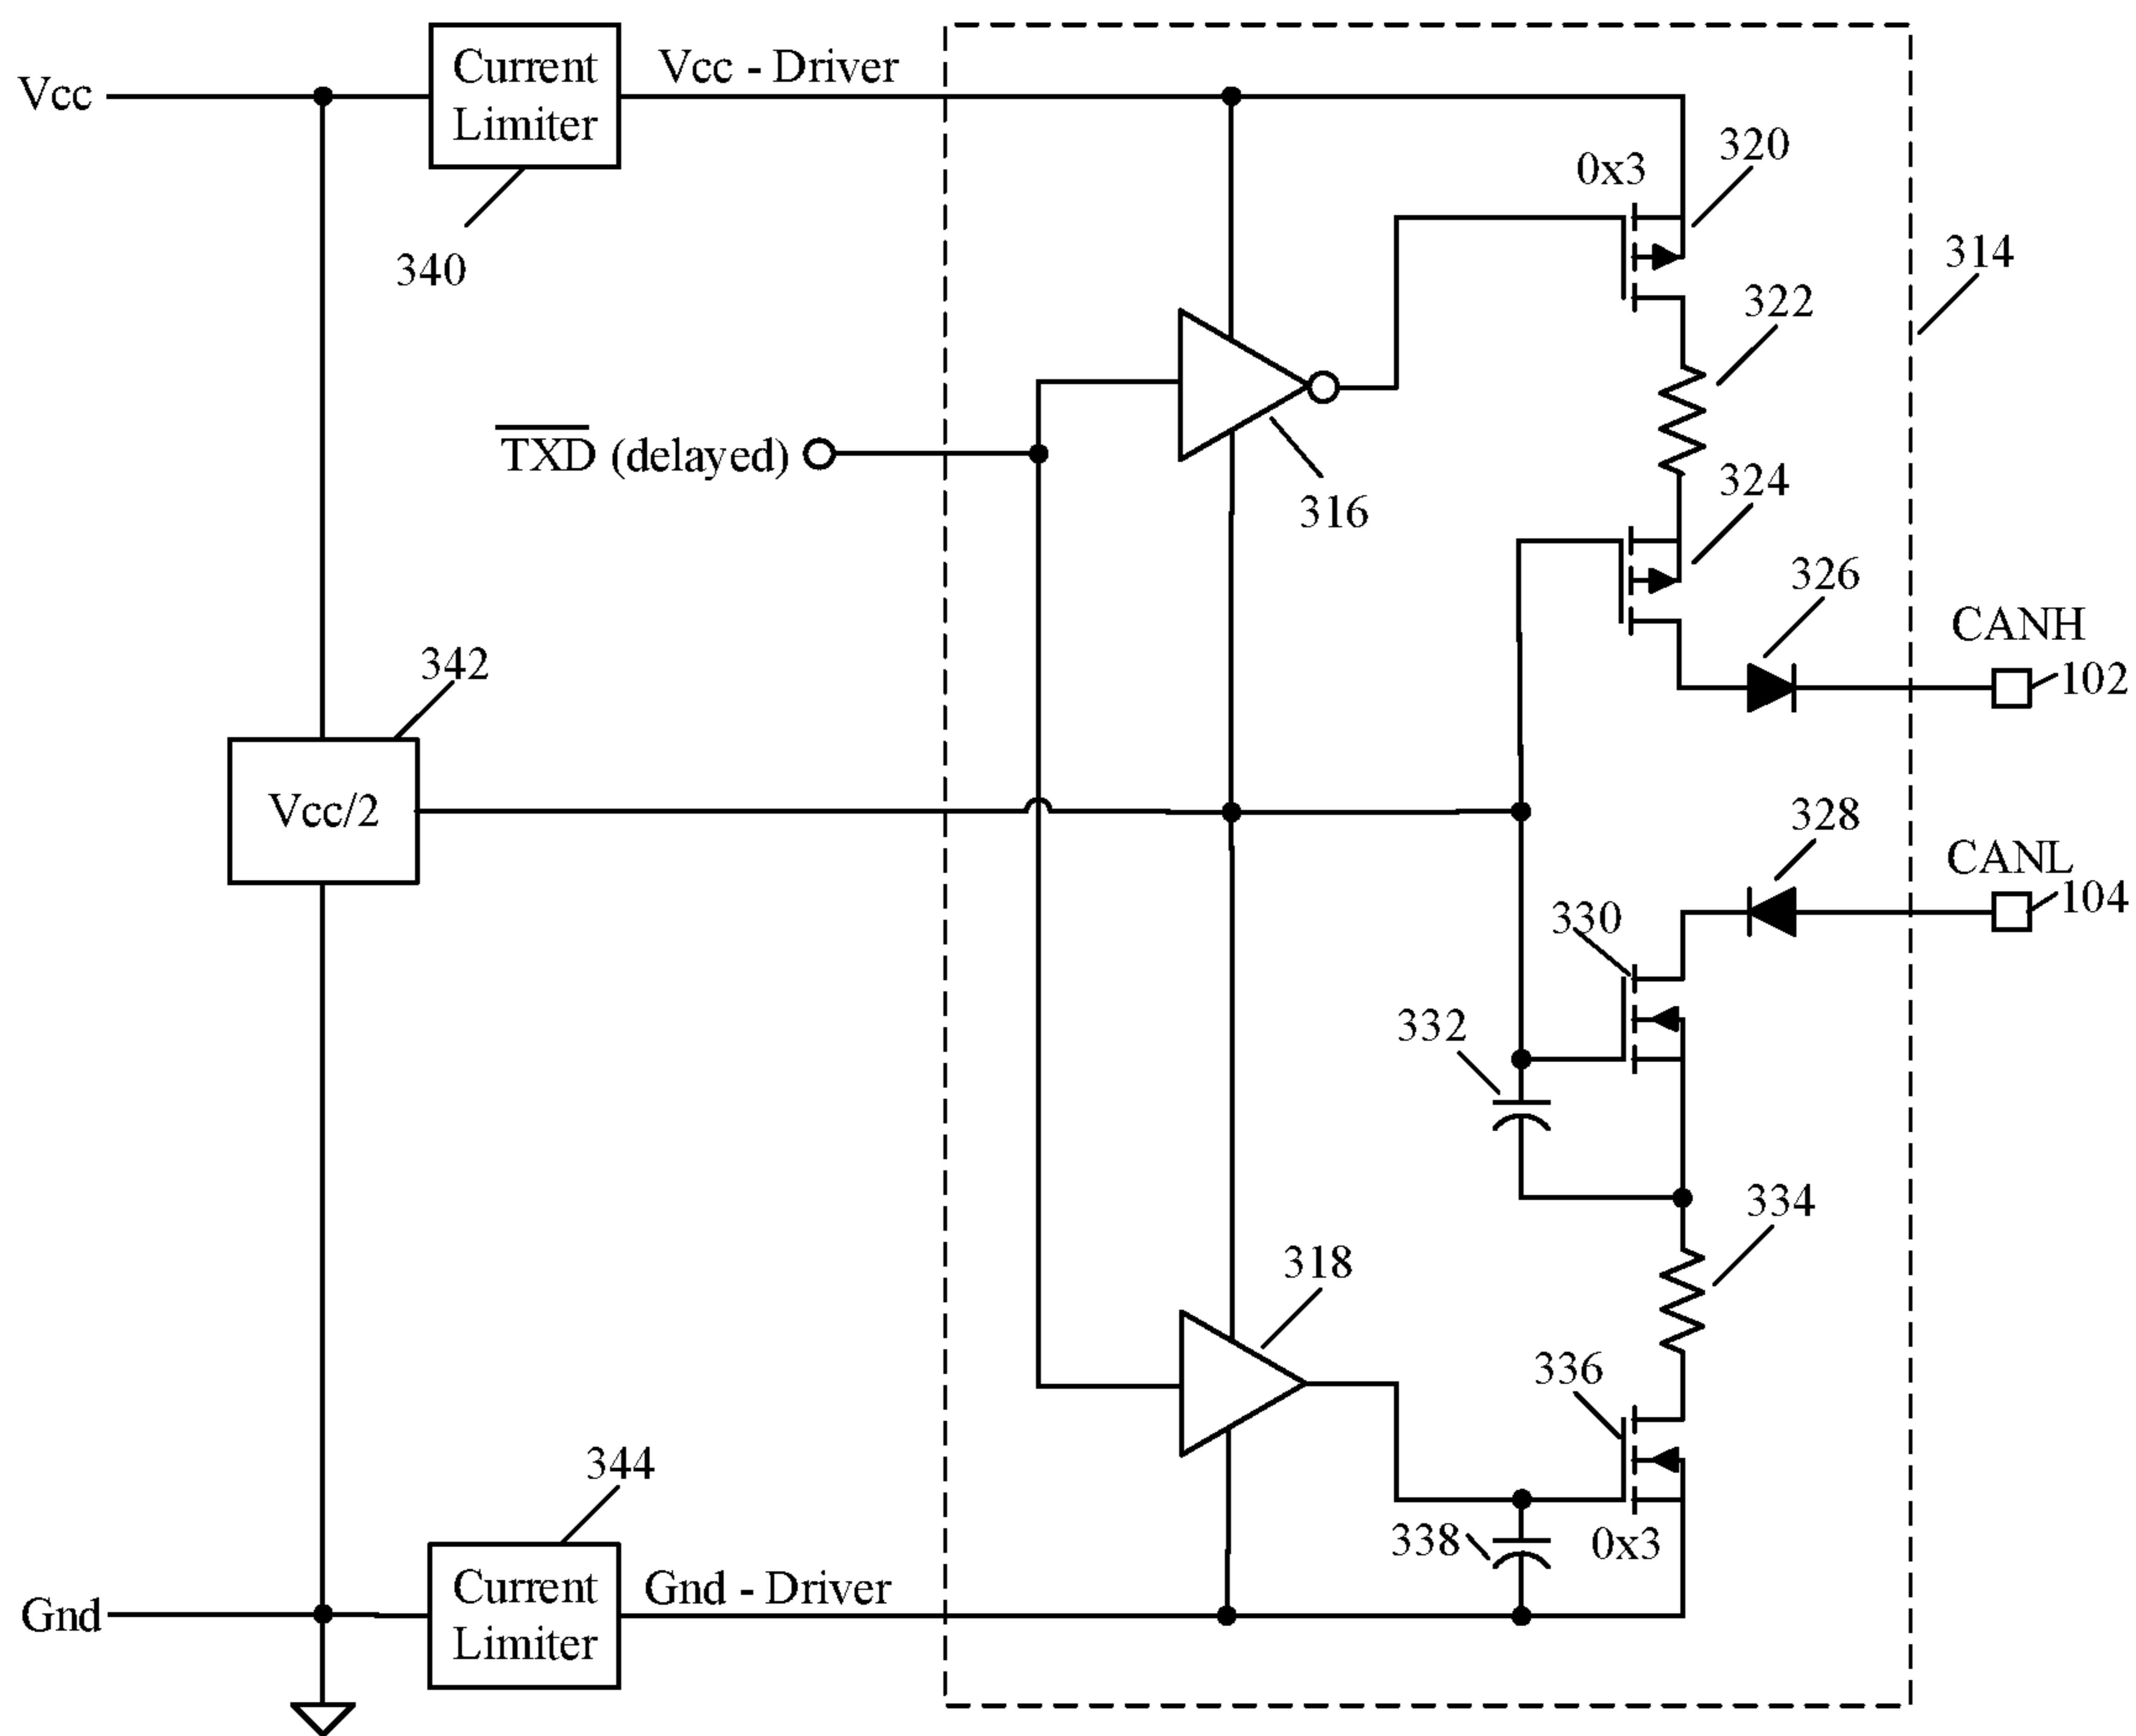 Vcc
Current
Limiter
Vcc - Driver
340
0x3
320
314
322
TXD (delayed)
316
324
326
CANH
102
342
Vcc/2
328
CANL
104
330
332
334
318
336
344
338
0x3
Gnd
Current
Limiter
Gnd - Driver